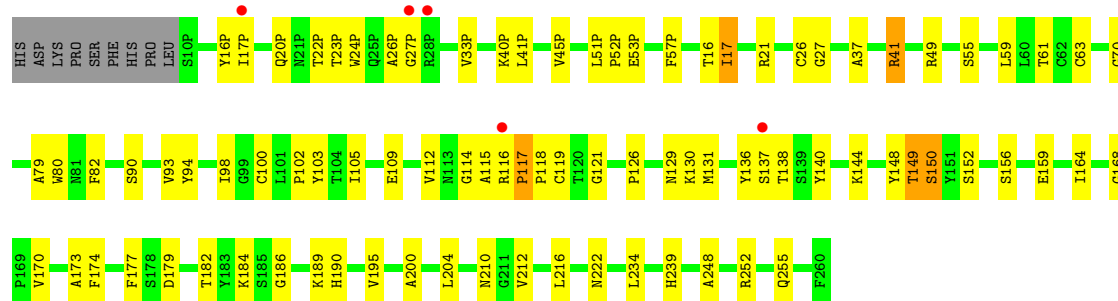 HIS ASP LYS PRO SER PHE HIS PRO LEU S10P Y16P I17P Q20P N21P T22P T23P W24P Q25P A26P G27P R28P V33P K40P L41P V45P L51P P52P E53P F57P T16 I17 R21 C26 G27 A37 R41 R49 S55 L59 L60 T61 C62 C63
A79 W80 N81 F82 S90 V93 Y94 I98 G99 C100 L101 P102 Y103 T104 I105 E109 V112 N113 G114 A115 R116 P117 P118 C119 T120 G121 P126 N129 K130 M131 Y136 S137 T138 S139 Y140 K144 Y148 T149 S150 Y151 S152 S156 E159 I164
P169 V170 A173 F174 F177 S178 D179 T182 Y183 K184 S185 G186 K189 H190 V195 A200 L204 N210 G211 V212 L216 N222 L234 H239 A248 R252 Q255 F260